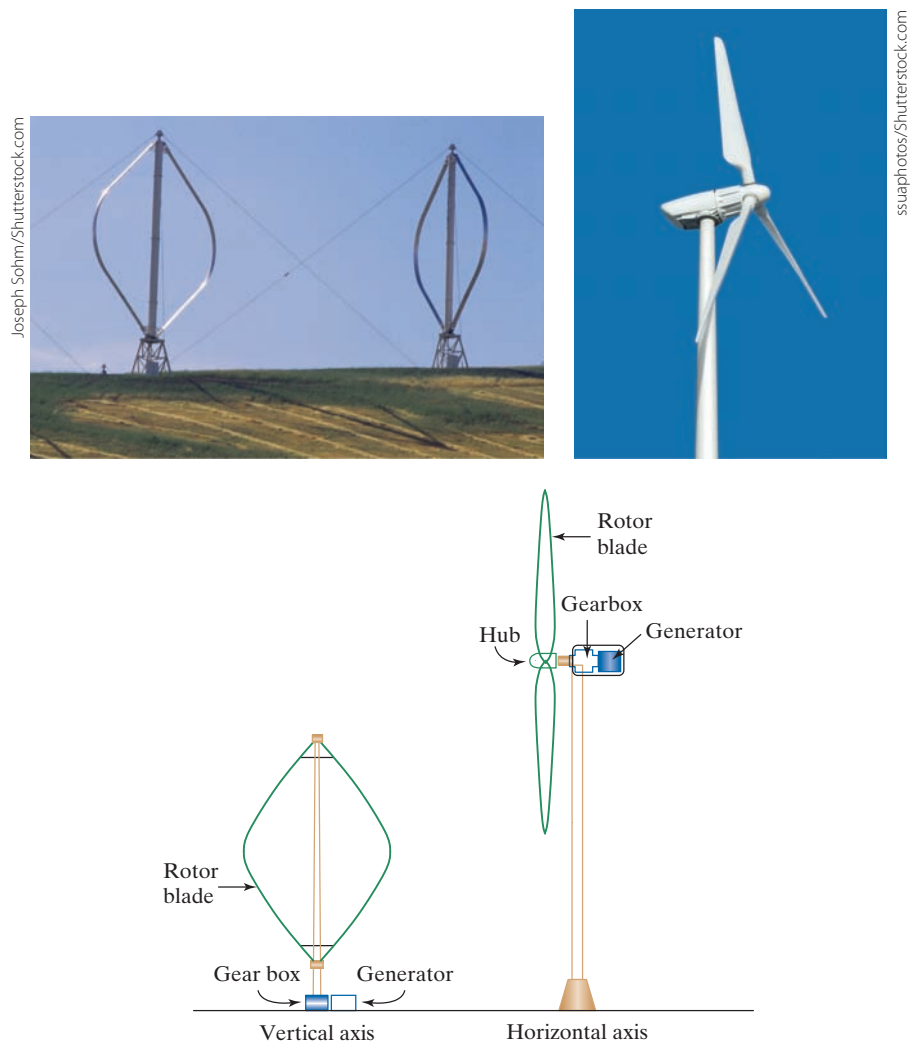 Joseph Sohm/Shutterstock.com
ssuaphotos/Shutterstock.com
Rotor
blade
Gearbox
Hub
Generator
Rotor
blade
Gear box
Generator
Vertical axis
Horizontal axis